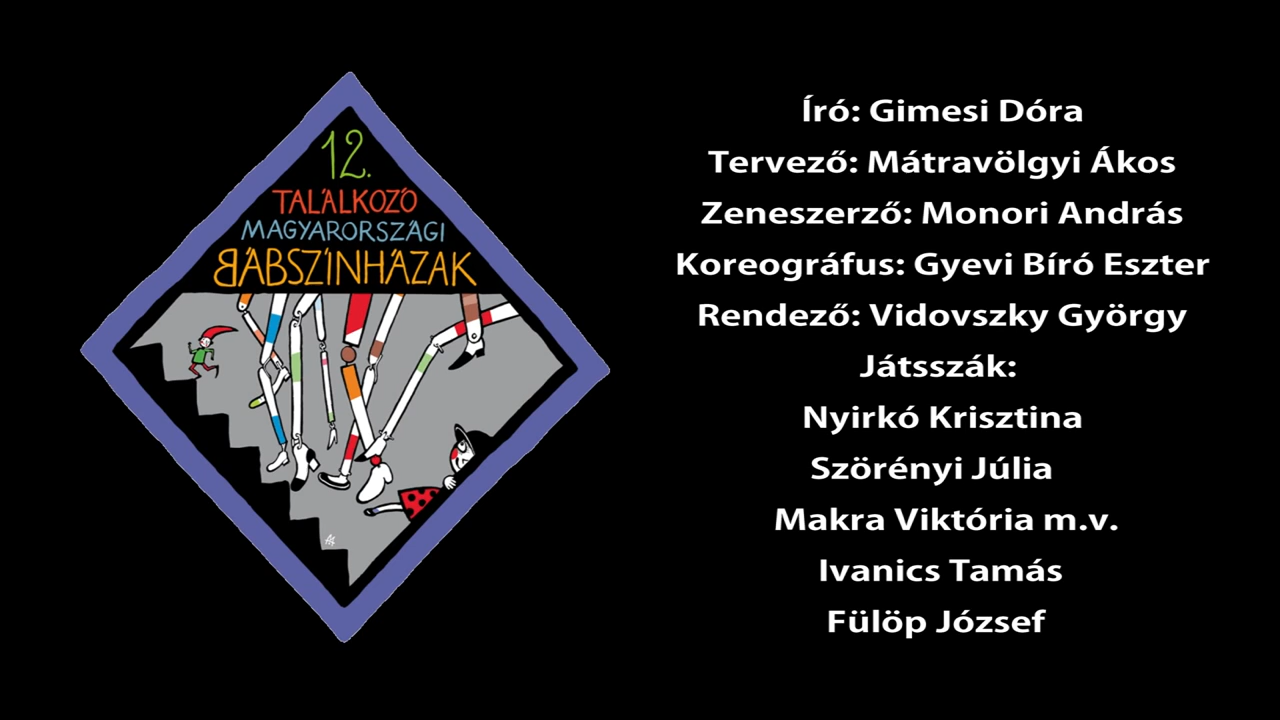 12.
TALÁLKOZÓ
MAGYARORSZÁGI
BÁBSZÍNHÁZAK
Író: Gimesi Dóra
Tervező: Mátravölgyi Ákos
Zeneszerző: Monori András
Koreográfus: Gyevi Bíró Eszter
Rendező: Vidovszky György
Játsszák:
Nyirkó Krisztina
Szörényi Júlia
Makra Viktória m.v.
Ivanics Tamás
Fülöp József